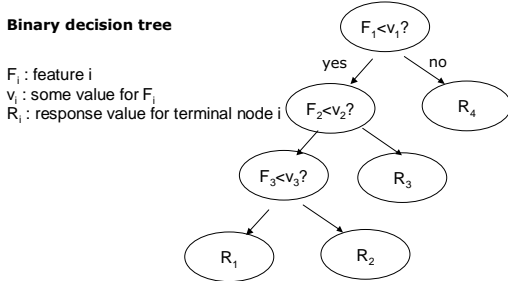 Binary decision tree
F₁<v₁?
yes no
Fᵢ : feature i
vᵢ : some value for Fᵢ
Rᵢ : response value for terminal node i
F₂<v₂?
R₄
F₃<v₃?
R₃
R₁
R₂